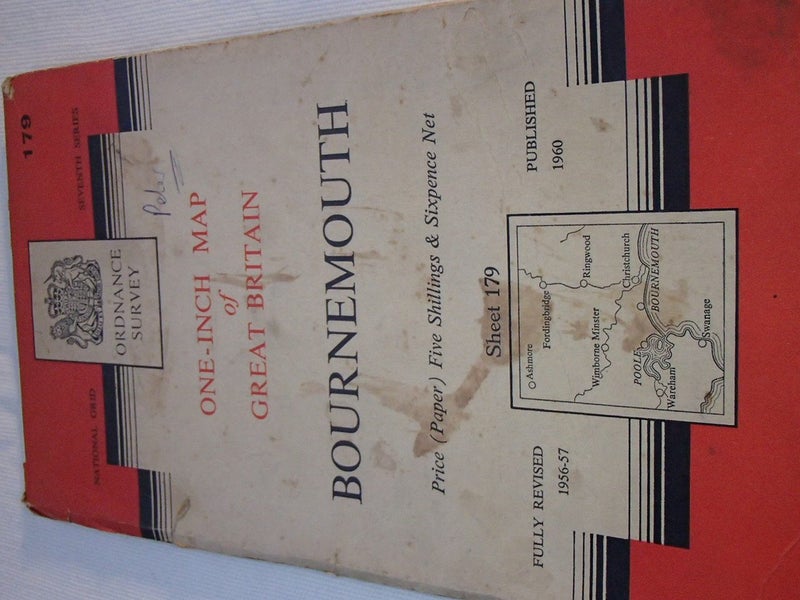 179
NATIONAL GRID
SEVENTH SERIES
ORDNANCE
SURVEY
ONE-INCH MAP
of
GREAT BRITAIN
BOURNEMOUTH
Price (Paper) Five Shillings & Sixpence Net
Sheet 179
FULLY REVISED
1956-57
PUBLISHED
1960
Ashmore
Fordingbridge
Ringwood
Wimborne Minster
Christchurch
POOLE
BOURNEMOUTH
Wareham
Swanage